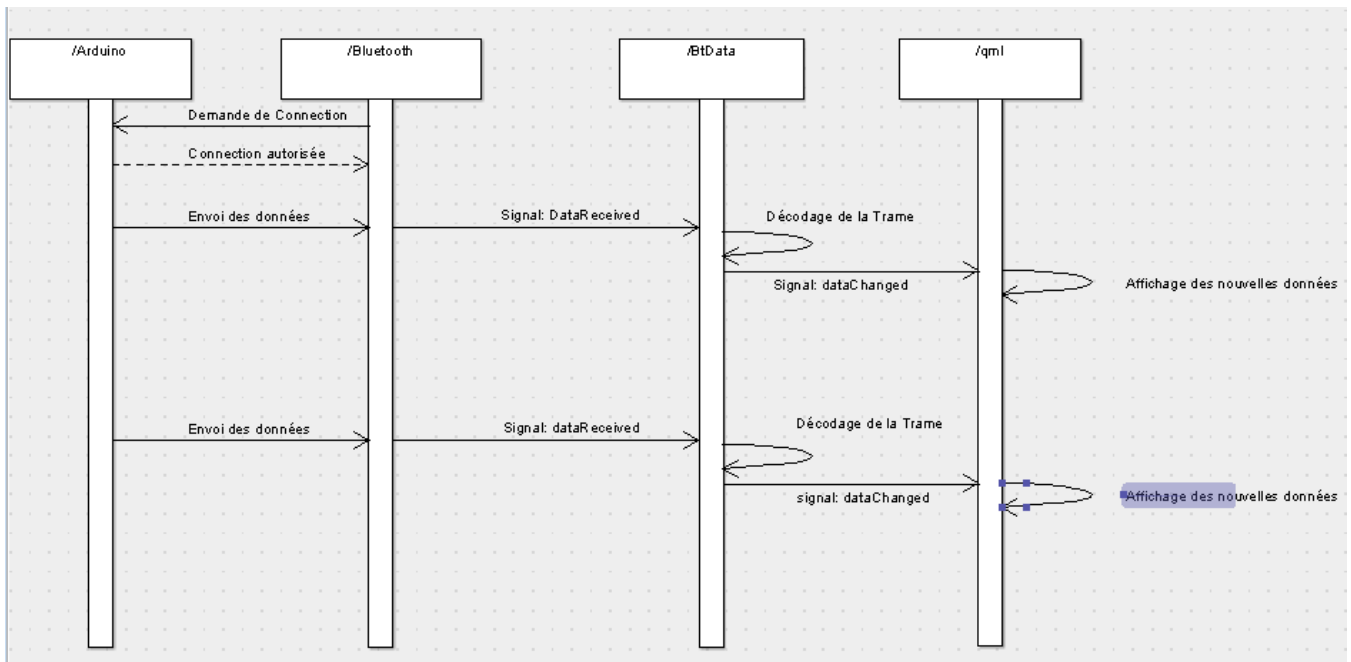 /Arduino
/Bluetooth
/BtData
/qml
Demande de Connection
Connection autorisée
Envoi des données
Signal: DataReceived
Décodage de la Trame
Signal: dataChanged
Affichage des nouvelles données
Envoi des données
Signal: dataReceived
Décodage de la Trame
signal: dataChanged
Affichage des nouvelles données